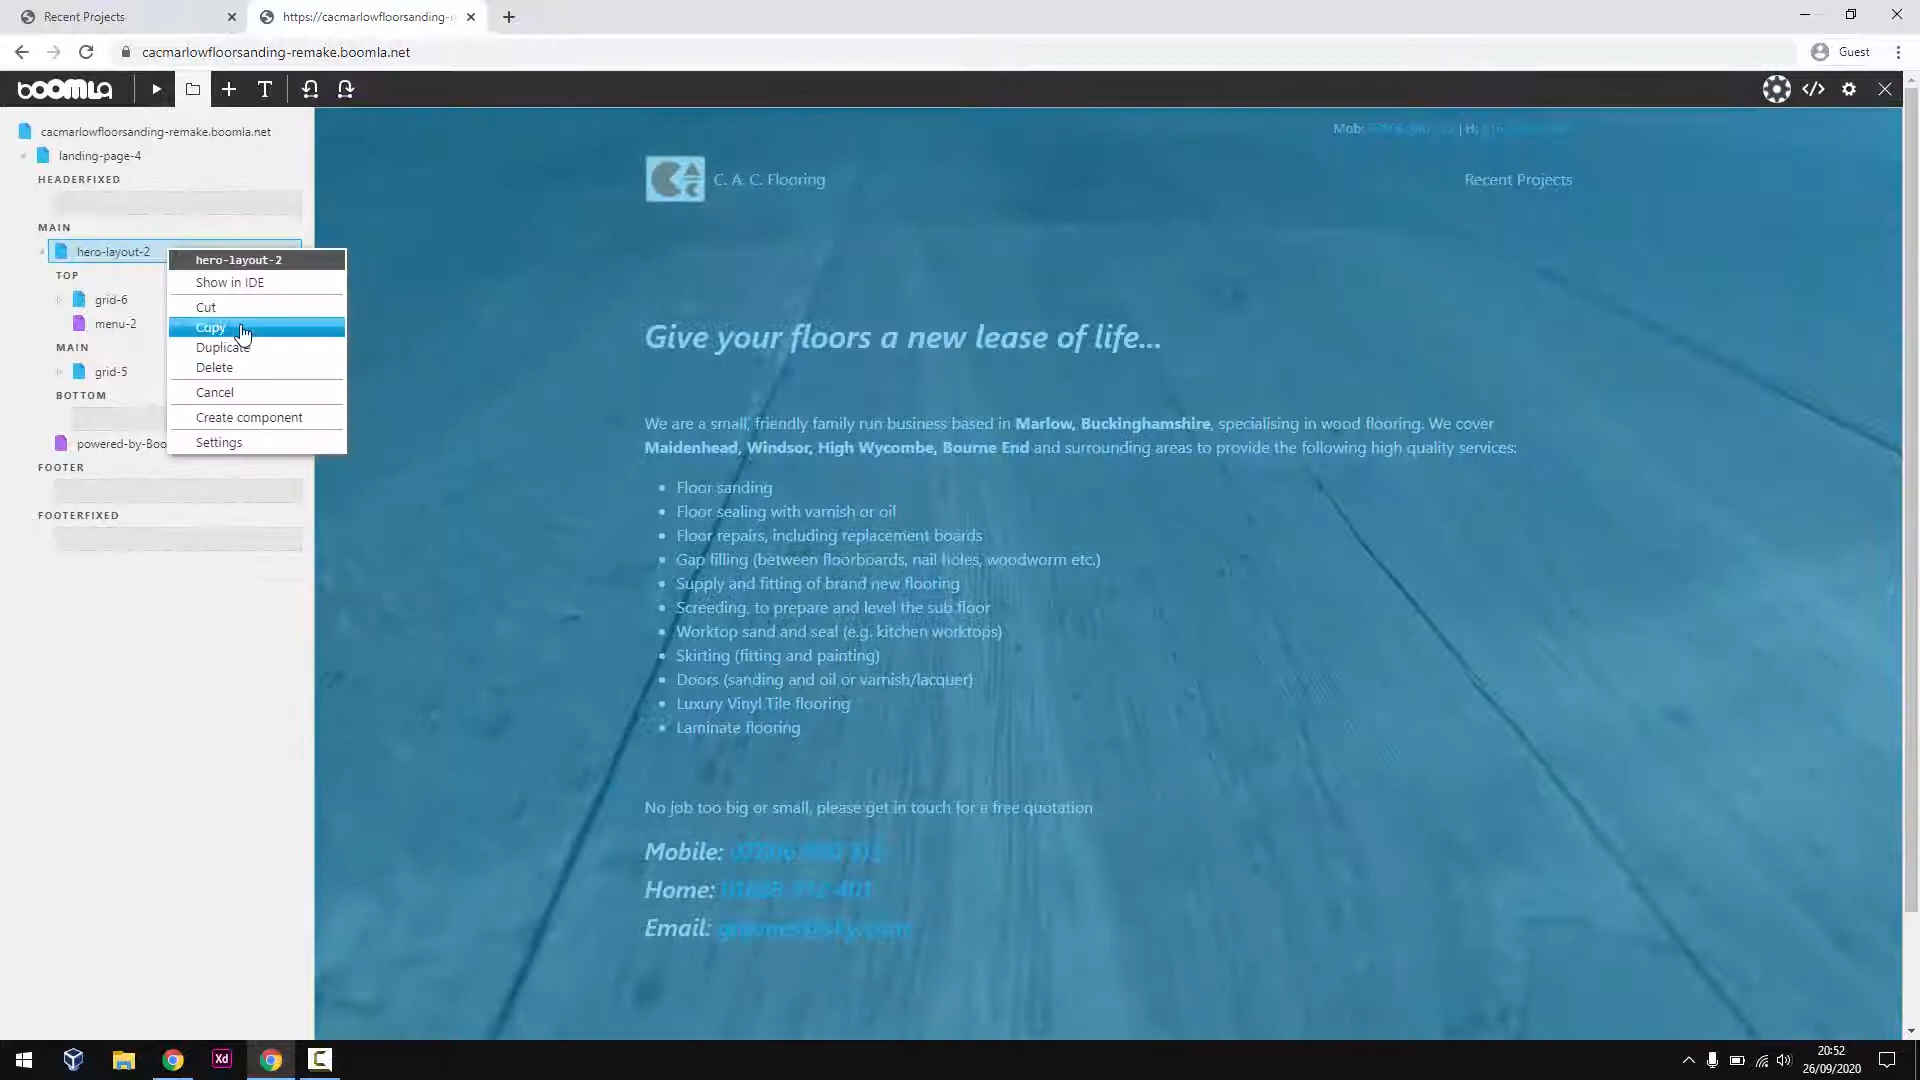 Recent Projects
https://cacmarlowfloorsanding-
cacmarlowfloorsanding-remake.boomla.net
Guest
boomla
cacmarlowfloorsanding-remake.boomla.net
landing-page-4
HEADERFIXED
MAIN
hero-layout-2
TOP
grid-6
menu-2
MAIN
grid-5
BOTTOM
powered-by-Boo
FOOTER
FOOTERFIXED
hero-layout-2
Show in IDE
Cut
Copy
Duplicate
Delete
Cancel
Create component
Settings
Mob: | H:
CAC
C. A. C. Flooring
Recent Projects
Give your floors a new lease of life...
We are a small, friendly family run business based in Marlow, Buckinghamshire, specialising in wood flooring. We cover
Maidenhead, Windsor, High Wycombe, Bourne End and surrounding areas to provide the following high quality services:
• Floor sanding
• Floor sealing with varnish or oil
• Floor repairs, including replacement boards
• Gap filling (between floorboards, nail holes, woodworm etc.)
• Supply and fitting of brand new flooring
• Screeding, to prepare and level the sub floor
• Worktop sand and seal (e.g. kitchen worktops)
• Skirting (fitting and painting)
• Doors (sanding and oil or varnish/lacquer)
• Luxury Vinyl Tile flooring
• Laminate flooring
No job too big or small, please get in touch for a free quotation
Mobile:
Home:
Email:
Xd
20:52
26/09/2020